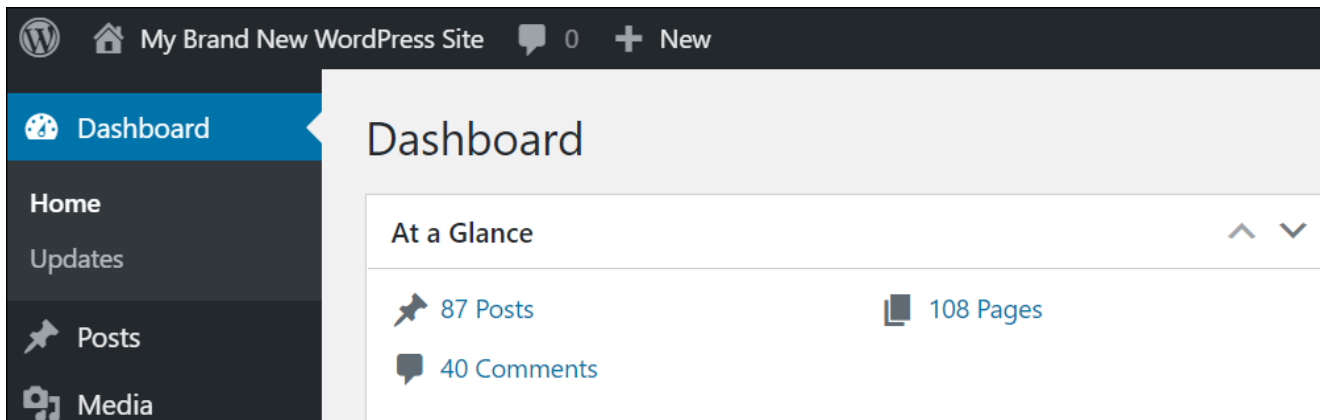 My Brand New WordPress Site 0 New
Dashboard
Home
Updates
Posts
Media
Dashboard
At a Glance
87 Posts
108 Pages
40 Comments